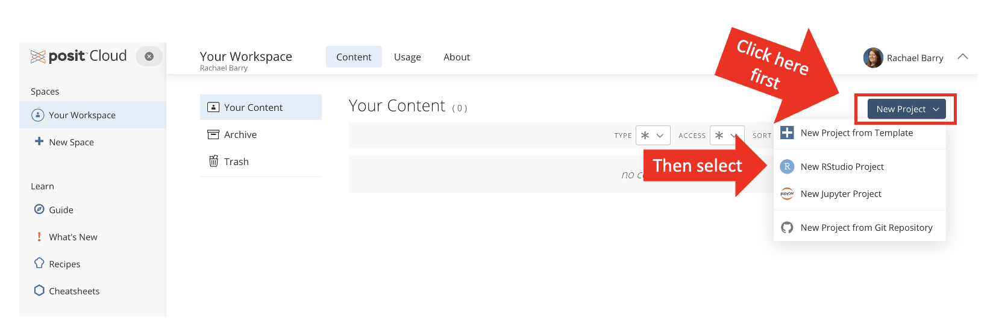 posit Cloud
Spaces
Your Workspace
New Space
Learn
Guide
What's New
Recipes
Cheatsheets
Your Workspace
Rachael Barry
Content
Usage
About
Rachael Barry
Your Content
Archive
Trash
Your Content (0)
TYPE * ACCESS * SORT
no
Click here
first
Then select
New Project
New Project from Template
R New RStudio Project
jupyter New Jupyter Project
New Project from Git Repository